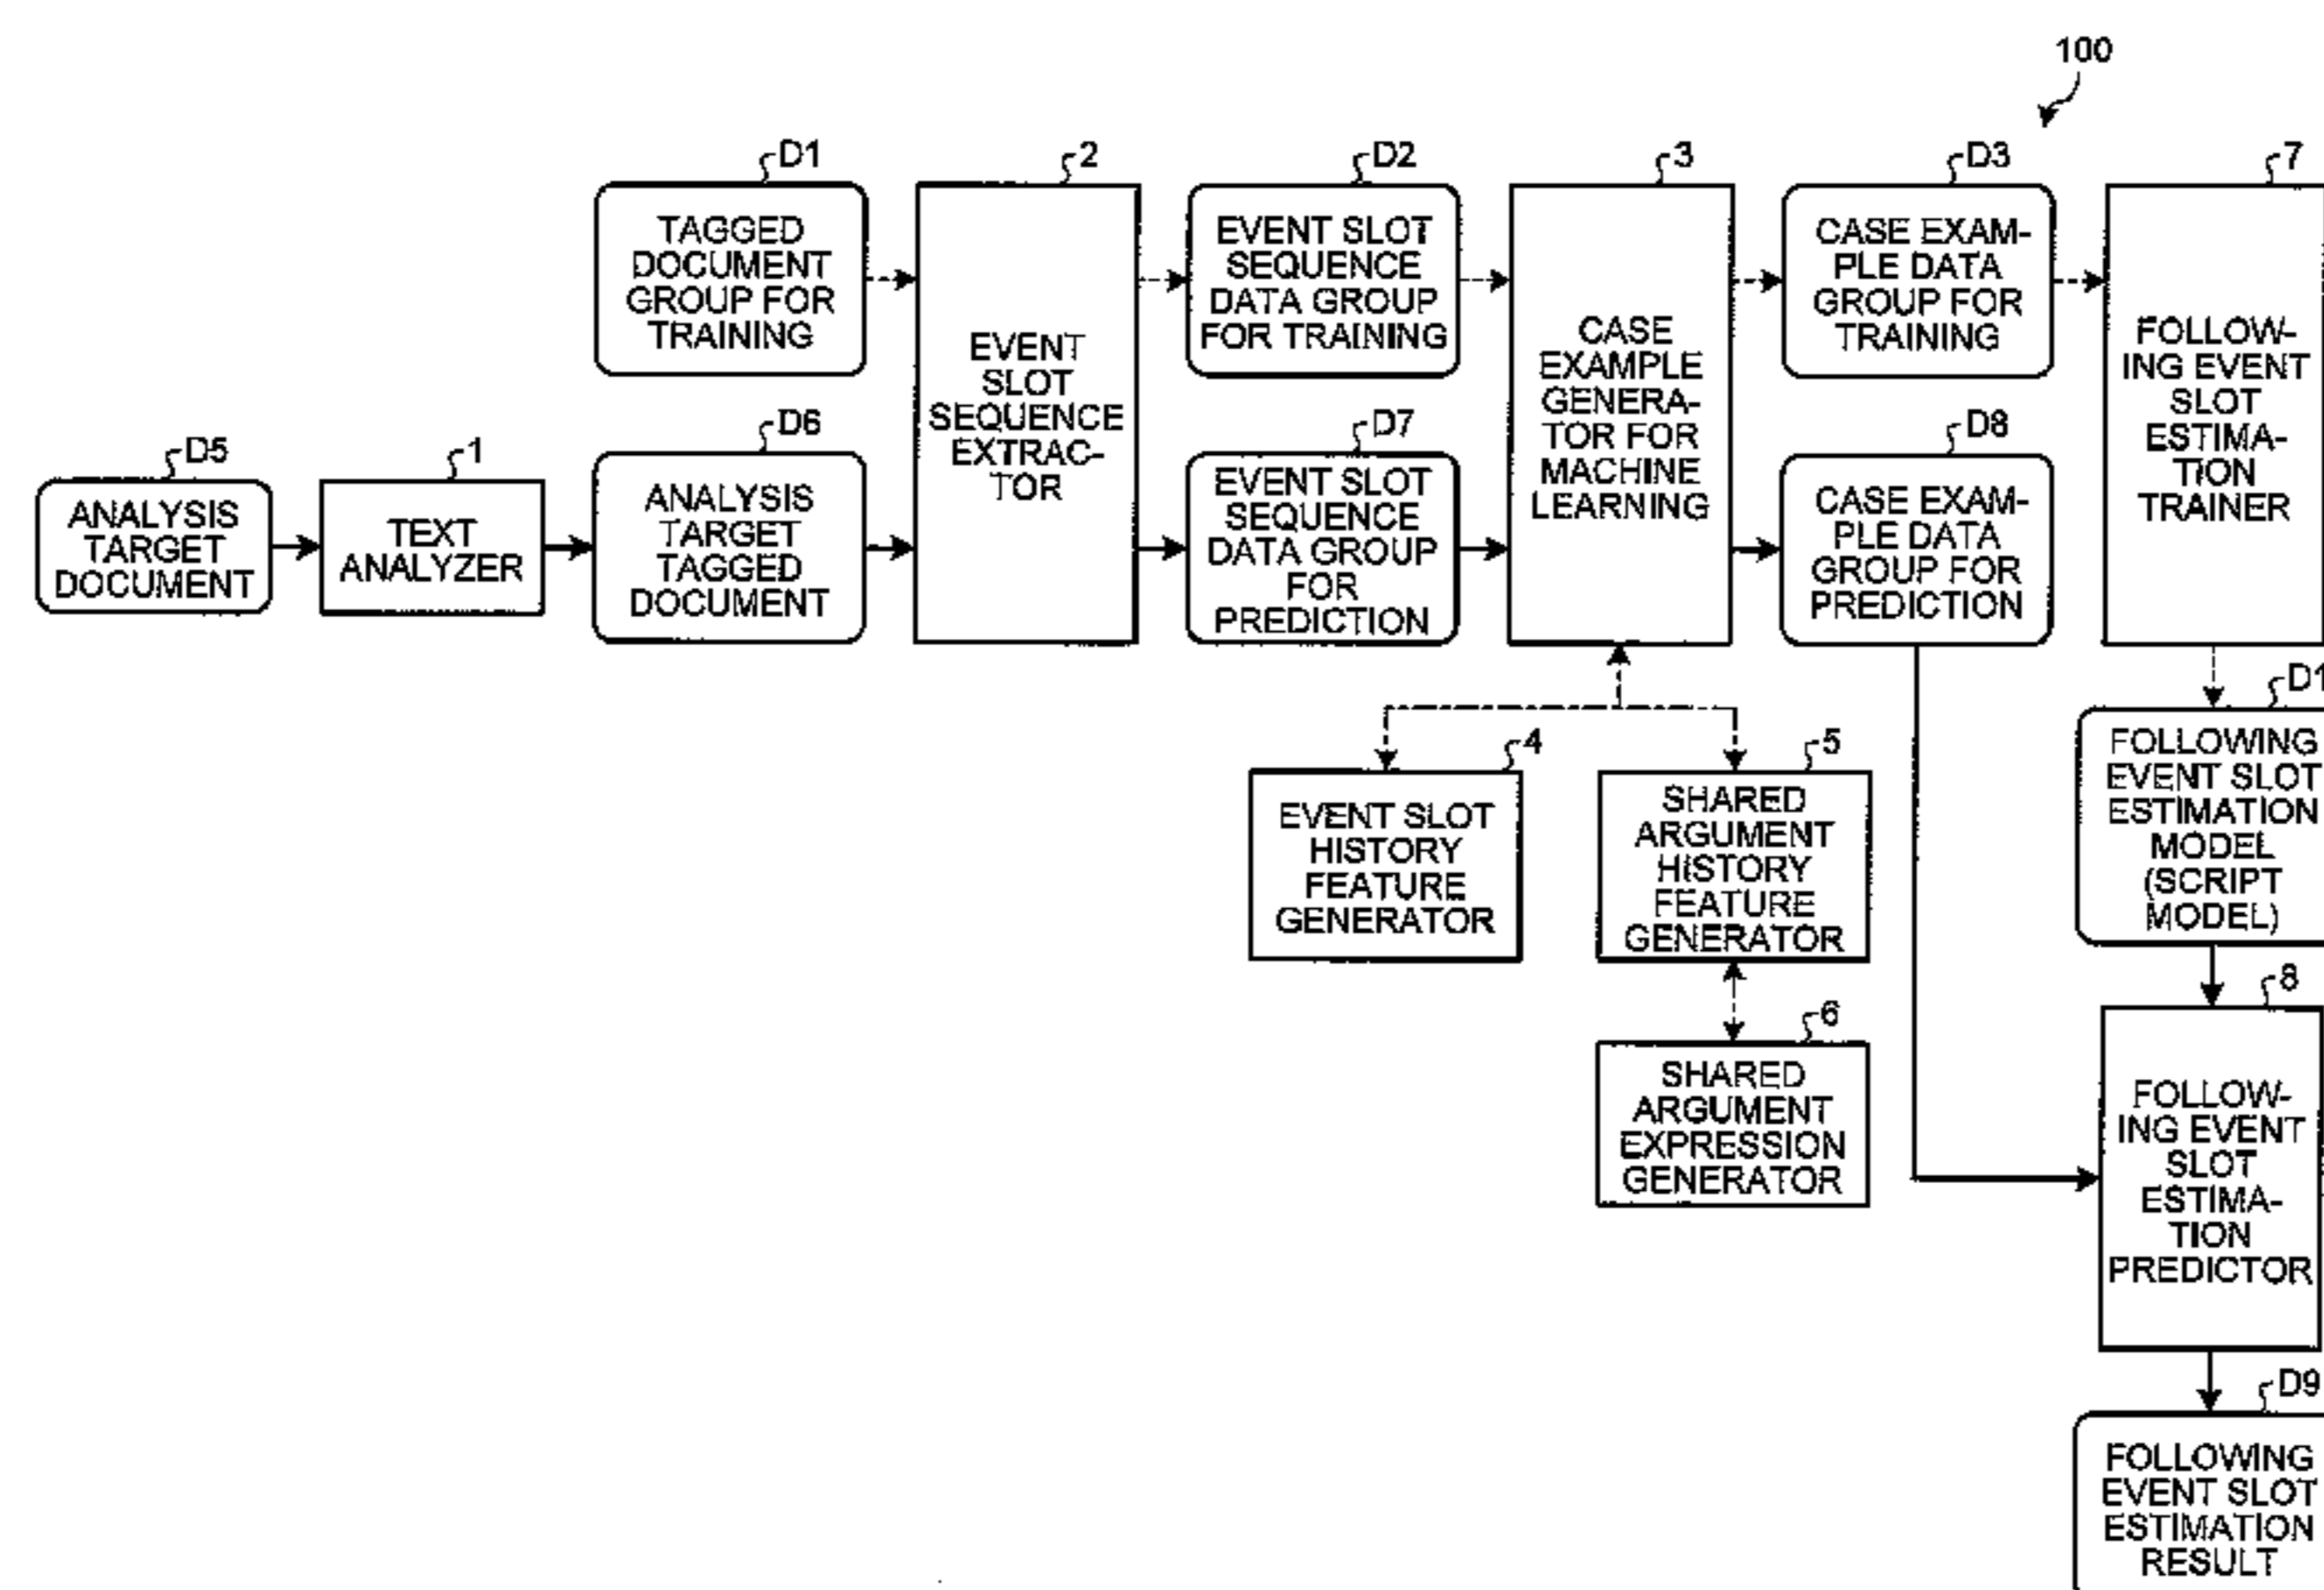 100
D1
TAGGED
DOCUMENT
GROUP FOR
TRAINING
2
EVENT
SLOT
SEQUENCE
EXTRAC-
TOR
D2
EVENT SLOT
SEQUENCE
DATA GROUP
FOR TRAINING
3
CASE
EXAMPLE
GENERA-
TOR FOR
MACHINE
LEARNING
D3
CASE EXAM-
PLE DATA
GROUP FOR
TRAINING
7
FOLLOW-
ING EVENT
SLOT
ESTIMA-
TION
TRAINER
D5
ANALYSIS
TARGET
DOCUMENT
1
TEXT
ANALYZER
D6
ANALYSIS
TARGET
TAGGED
DOCUMENT
D7
EVENT SLOT
SEQUENCE
DATA GROUP
FOR
PREDICTION
D8
CASE EXAM-
PLE DATA
GROUP FOR
PREDICTION
4
EVENT SLOT
HISTORY
FEATURE
GENERATOR
5
SHARED
ARGUMENT
HISTORY
FEATURE
GENERATOR
6
SHARED
ARGUMENT
EXPRESSION
GENERATOR
FOLLOWING
EVENT SLOT
ESTIMATION
MODEL
(SCRIPT
MODEL)
8
FOLLOW-
ING EVENT
SLOT
ESTIMA-
TION
PREDICTOR
D9
FOLLOWING
EVENT SLOT
ESTIMATION
RESULT